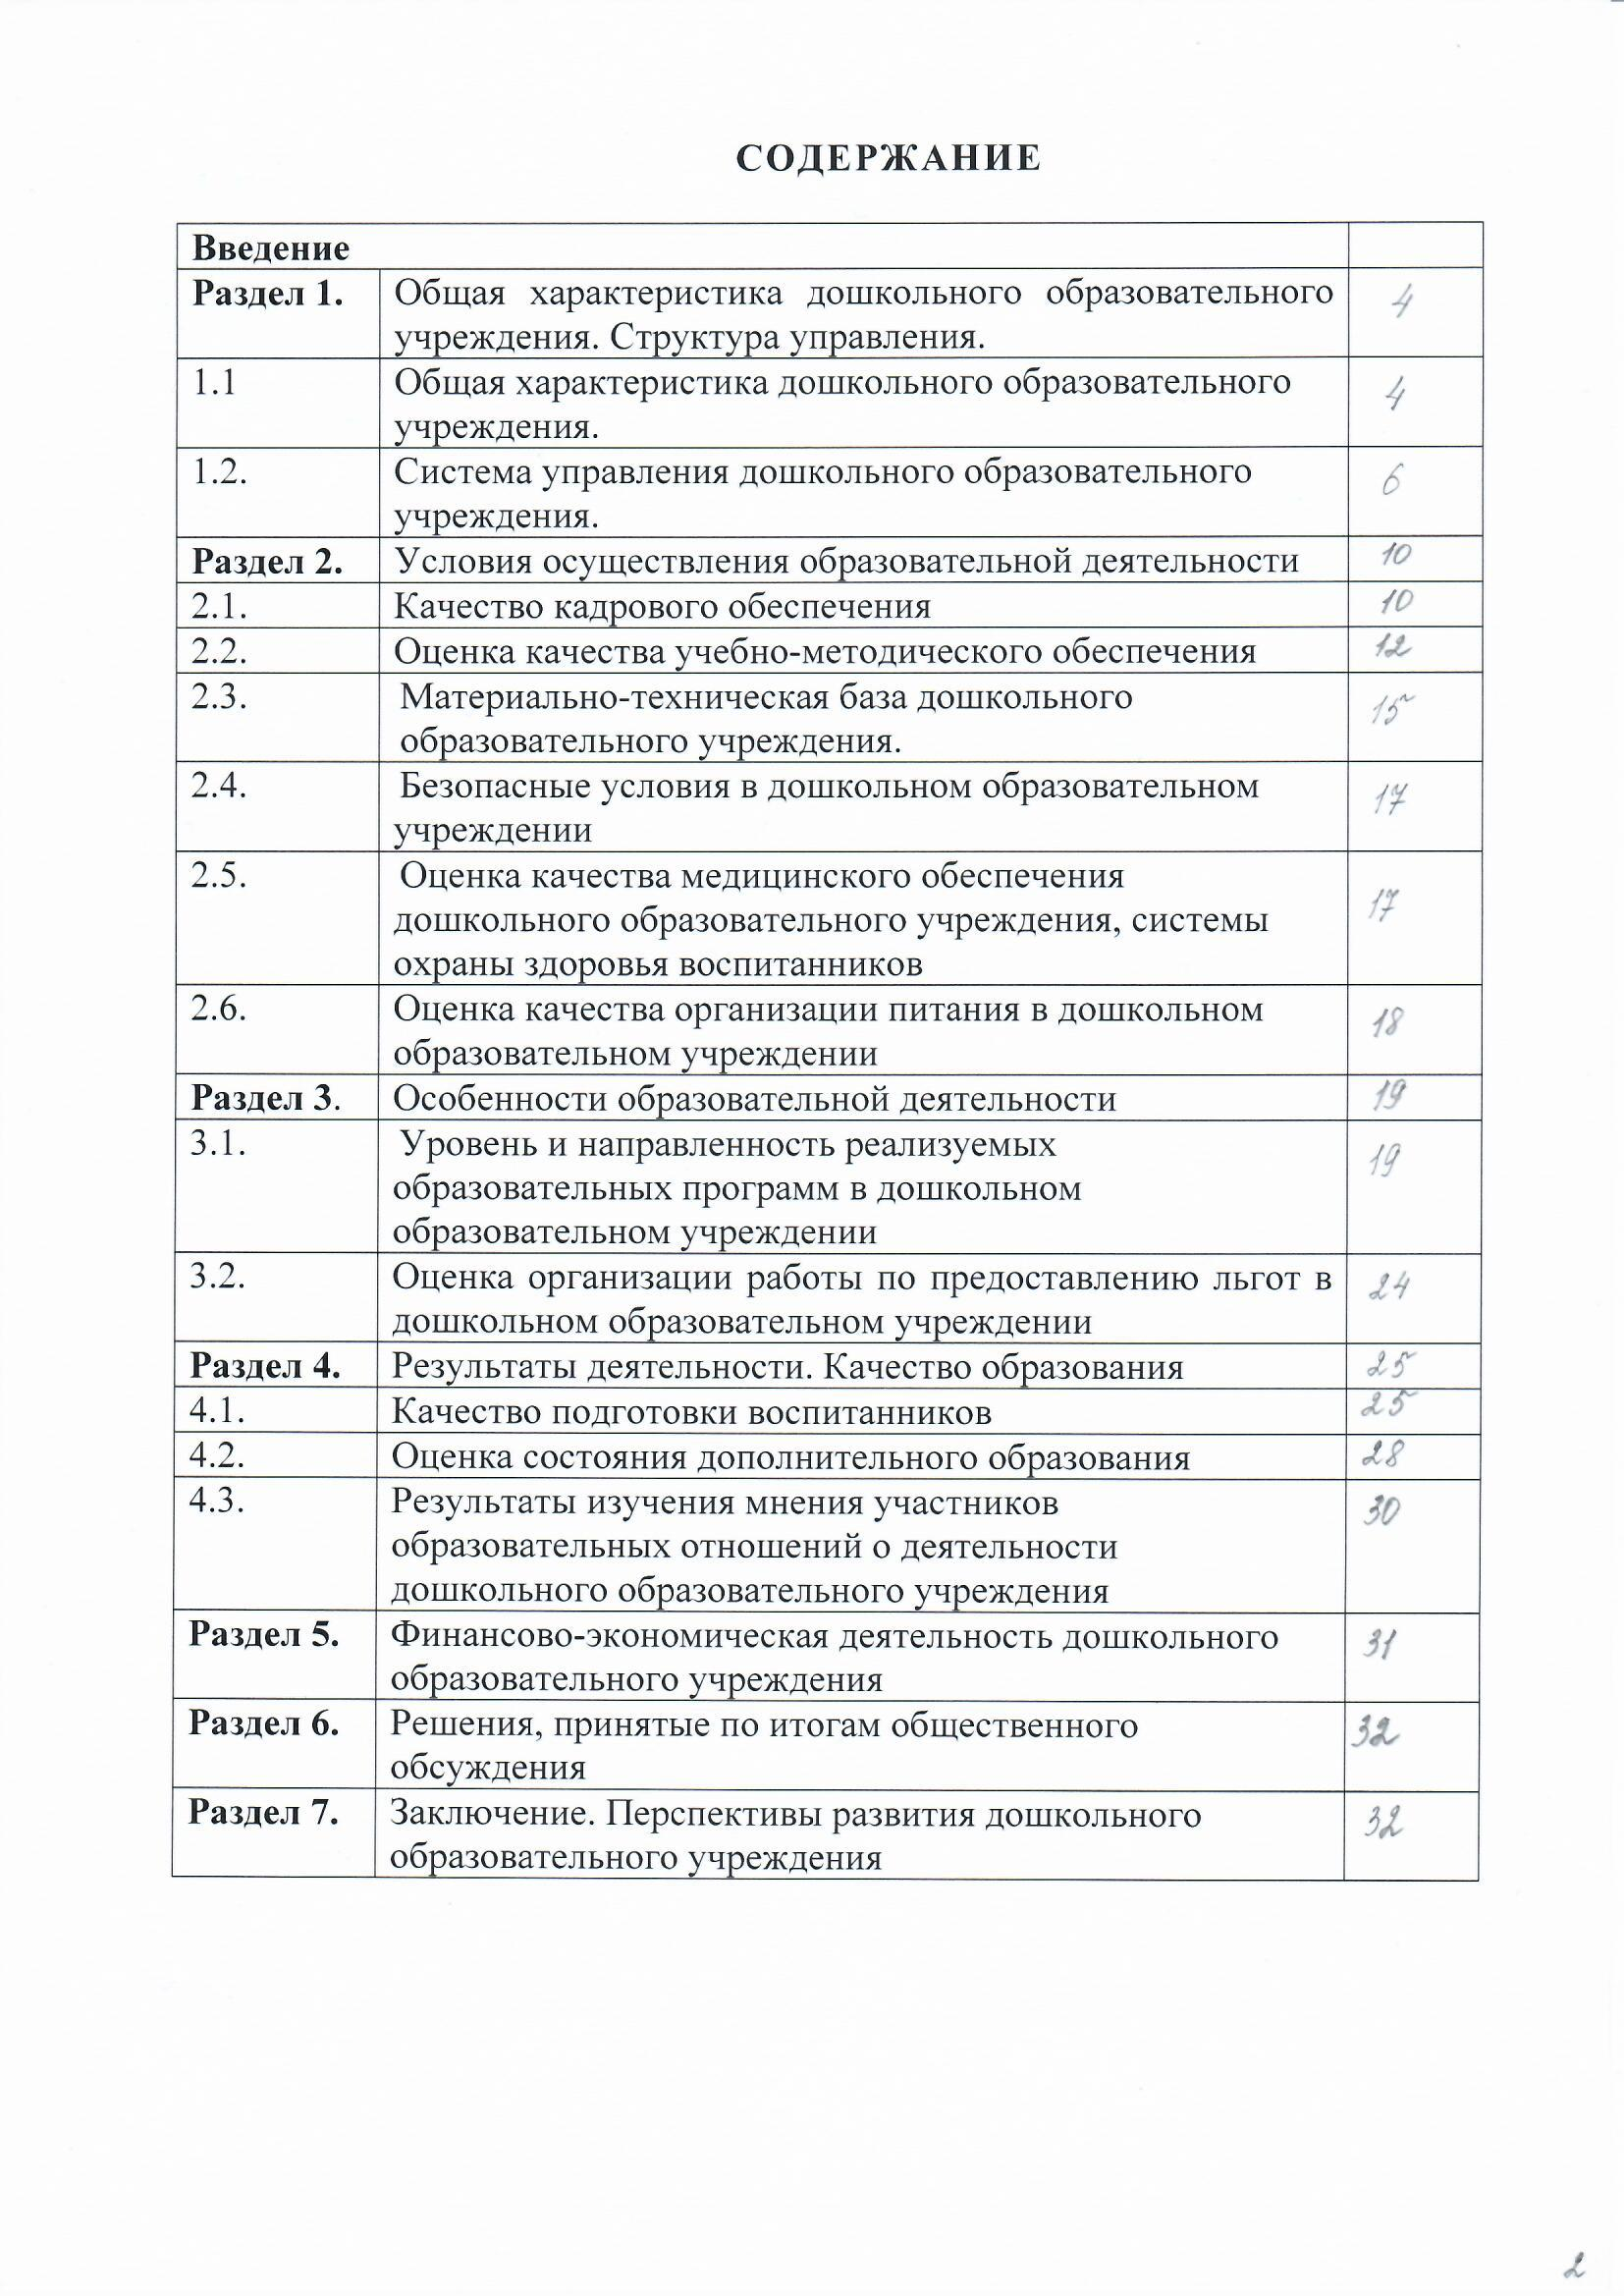 СОДЕРЖАНИЕ
Введение
Раздел 1. Общая характеристика дошкольного образовательного 4
учреждения. Структура управления.
1.1 Общая характеристика дошкольного образовательного 4
учреждения.
1.2. Система управления дошкольного образовательного 6
учреждения.
Раздел 2. Условия осуществления образовательной деятельности 10
2.1. Качество кадрового обеспечения 10
2.2. Оценка качества учебно-методического обеспечения 12
2.3. Материально-техническая база дошкольного 15
образовательного учреждения.
2.4. Безопасные условия в дошкольном образовательном 17
учреждении
2.5. Оценка качества медицинского обеспечения
дошкольного образовательного учреждения, системы 17
охраны здоровья воспитанников
2.6. Оценка качества организации питания в дошкольном 18
образовательном учреждении
Раздел 3. Особенности образовательной деятельности 19
3.1. Уровень и направленность реализуемых 19
образовательных программ в дошкольном
образовательном учреждении
3.2. Оценка организации работы по предоставлению льгот в 24
дошкольном образовательном учреждении
Раздел 4. Результаты деятельности. Качество образования 25
4.1. Качество подготовки воспитанников 25
4.2. Оценка состояния дополнительного образования 28
4.3. Результаты изучения мнения участников 30
образовательных отношений о деятельности
дошкольного образовательного учреждения
Раздел 5. Финансово-экономическая деятельность дошкольного 31
образовательного учреждения
Раздел 6. Решения, принятые по итогам общественного 32
обсуждения
Раздел 7. Заключение. Перспективы развития дошкольного 32
образовательного учреждения
2